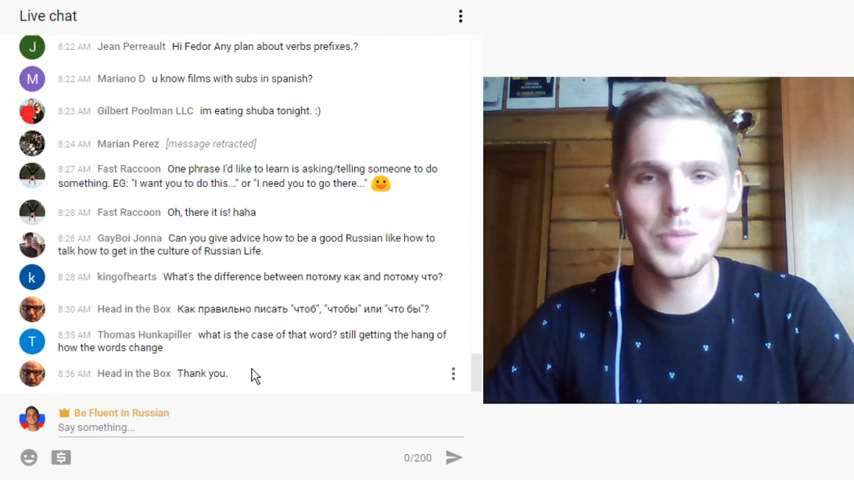 Live chat
J
8:22 AM Jean Perreault Hi Fedor Any plan about verbs prefixes.?
M
8:22 AM Mariano D u know films with subs in spanish?
8:23 AM Gilbert Poolman LLC im eating shuba tonight. :)
8:24 AM Marian Perez [message retracted]
8:27 AM Fast Raccoon One phrase I'd like to learn is asking/telling someone to do
something. EG: "I want you to do this..." or "I need you to go there..."
8:28 AM Fast Raccoon Oh, there it is! haha
8:28 AM GayBoi Jonna Can you give advice how to be a good Russian like how to
talk how to get in the culture of Russian Life.
k
8:28 AM kingofhearts What's the difference between потому как and потому что?
8:30 AM Head in the Box Как правильно писать "чтоб", "чтобы" или "что бы"?
T
8:35 AM Thomas Hunkapiller what is the case of that word? still getting the hang of
how the words change
8:36 AM Head in the Box Thank you.
Be Fluent In Russian
Say something...
$
0/200